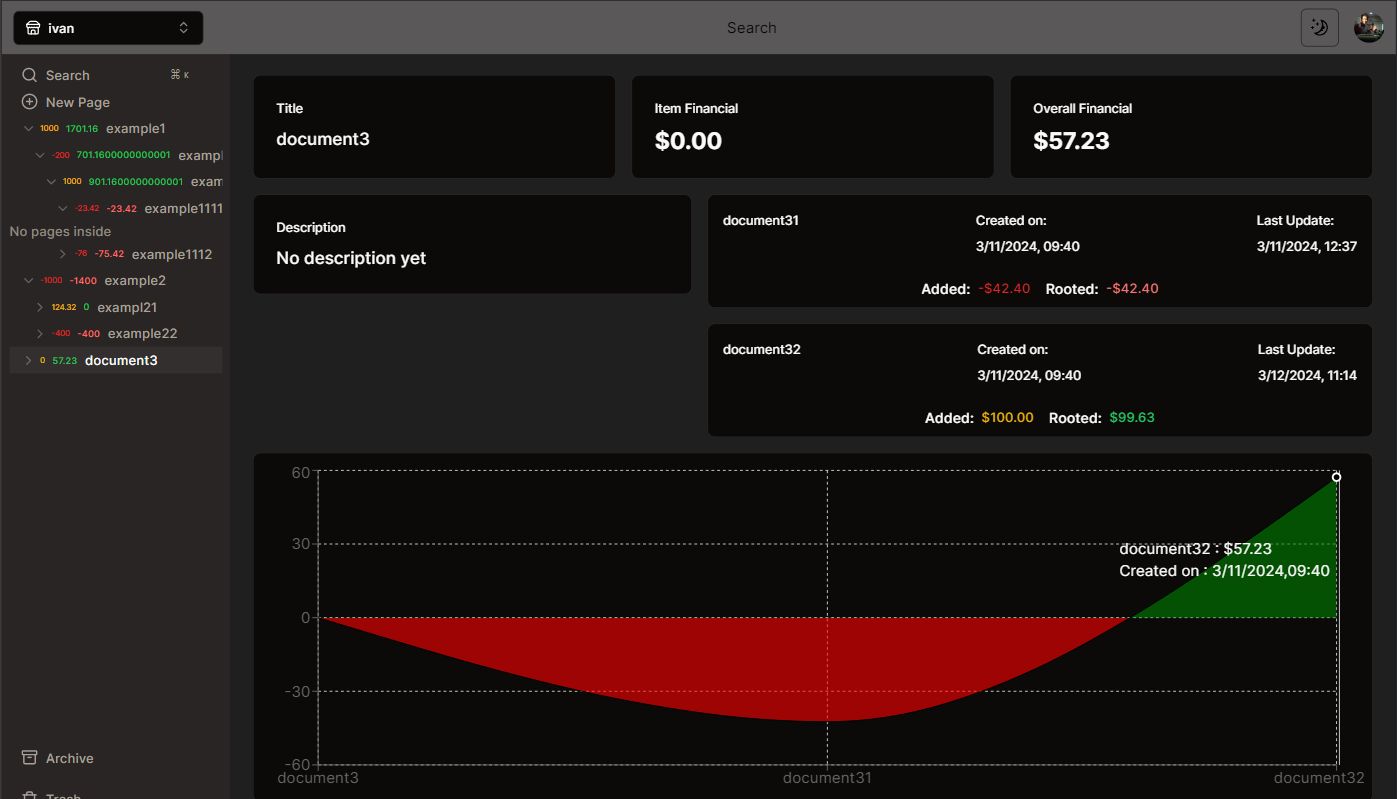 ivan
Search
Search ⌘ K
New Page
1000 1701.16 example1
-200 701.1600000000001 exampl
1000 901.1600000000001 exam
-23.42 -23.42 example1111
No pages inside
-76 -75.42 example1112
-1000 -1400 example2
124.32 0 exampl21
-400 -400 example22
0 57.23 document3
Archive
Trash
Title
document3
Item Financial
$0.00
Overall Financial
$57.23
Description
No description yet
document31 Created on: Last Update:
3/11/2024, 09:40 3/11/2024, 12:37
Added: -$42.40 Rooted: -$42.40
document32 Created on: Last Update:
3/11/2024, 09:40 3/12/2024, 11:14
Added: $100.00 Rooted: $99.63
60
30
document32 : $57.23
Created on : 3/11/2024,09:40
0
-30
-60
document3 document31 document32